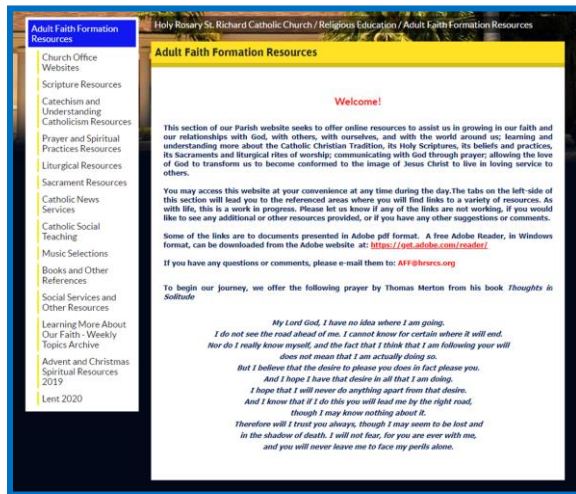 Adult Faith Formation
Resources
Church Office
Websites
Scripture Resources
Catechism and
Understanding
Catholicism Resources
Prayer and Spiritual
Practices Resources
Liturgical Resources
Sacrament Resources
Catholic News
Services
Catholic Social
Teaching
Music Selections
Books and Other
References
Social Services and
Other Resources
Learning More About
Our Faith - Weekly
Topics Archive
Advent and Christmas
Spiritual Resources
2019
Lent 2020
Holy Rosary St. Richard Catholic Church / Religious Education / Adult Faith Formation Resources
Adult Faith Formation Resources
Welcome!
This section of our Parish website seeks to offer online resources to assist us in growing in our faith and
our relationships with God, with others, with ourselves, and with the world around us; learning and
understanding more about the Catholic Christian Tradition, its Holy Scriptures, its beliefs and practices,
its Sacraments and liturgical rites of worship; communicating with God through prayer; allowing the love
of God to transform us to become conformed to the image of Jesus Christ to live in loving service to
others.
You may access this website at your convenience at any time during the day.The tabs on the left-side of
this section will lead you to the referenced areas where you will find links to a variety of resources. As
with life, this is a work in progress. Please let us know if any of the links are not working, if you would
like to see any additional or other resources provided, or if you have any other suggestions or comments.
Some of the links are to documents presented in Adobe pdf format. A free Adobe Reader, in Windows
format, can be downloaded from the Adobe website at: https://get.adobe.com/reader/
If you have any questions or comments, please e-mail them to: AFF@hrsrcs.org
To begin our journey, we offer the following prayer by Thomas Merton from his book Thoughts in
Solitude
My Lord God, I have no idea where I am going.
I do not see the road ahead of me. I cannot know for certain where it will end.
Nor do I really know myself, and the fact that I think that I am following your will
does not mean that I am actually doing so.
But I believe that the desire to please you does in fact please you.
And I hope I have that desire in all that I am doing.
I hope that I will never do anything apart from that desire.
And I know that if I do this you will lead me by the right road,
though I may know nothing about it.
Therefore will I trust you always, though I may seem to be lost and
in the shadow of death. I will not fear, for you are ever with me,
and you will never leave me to face my perils alone.